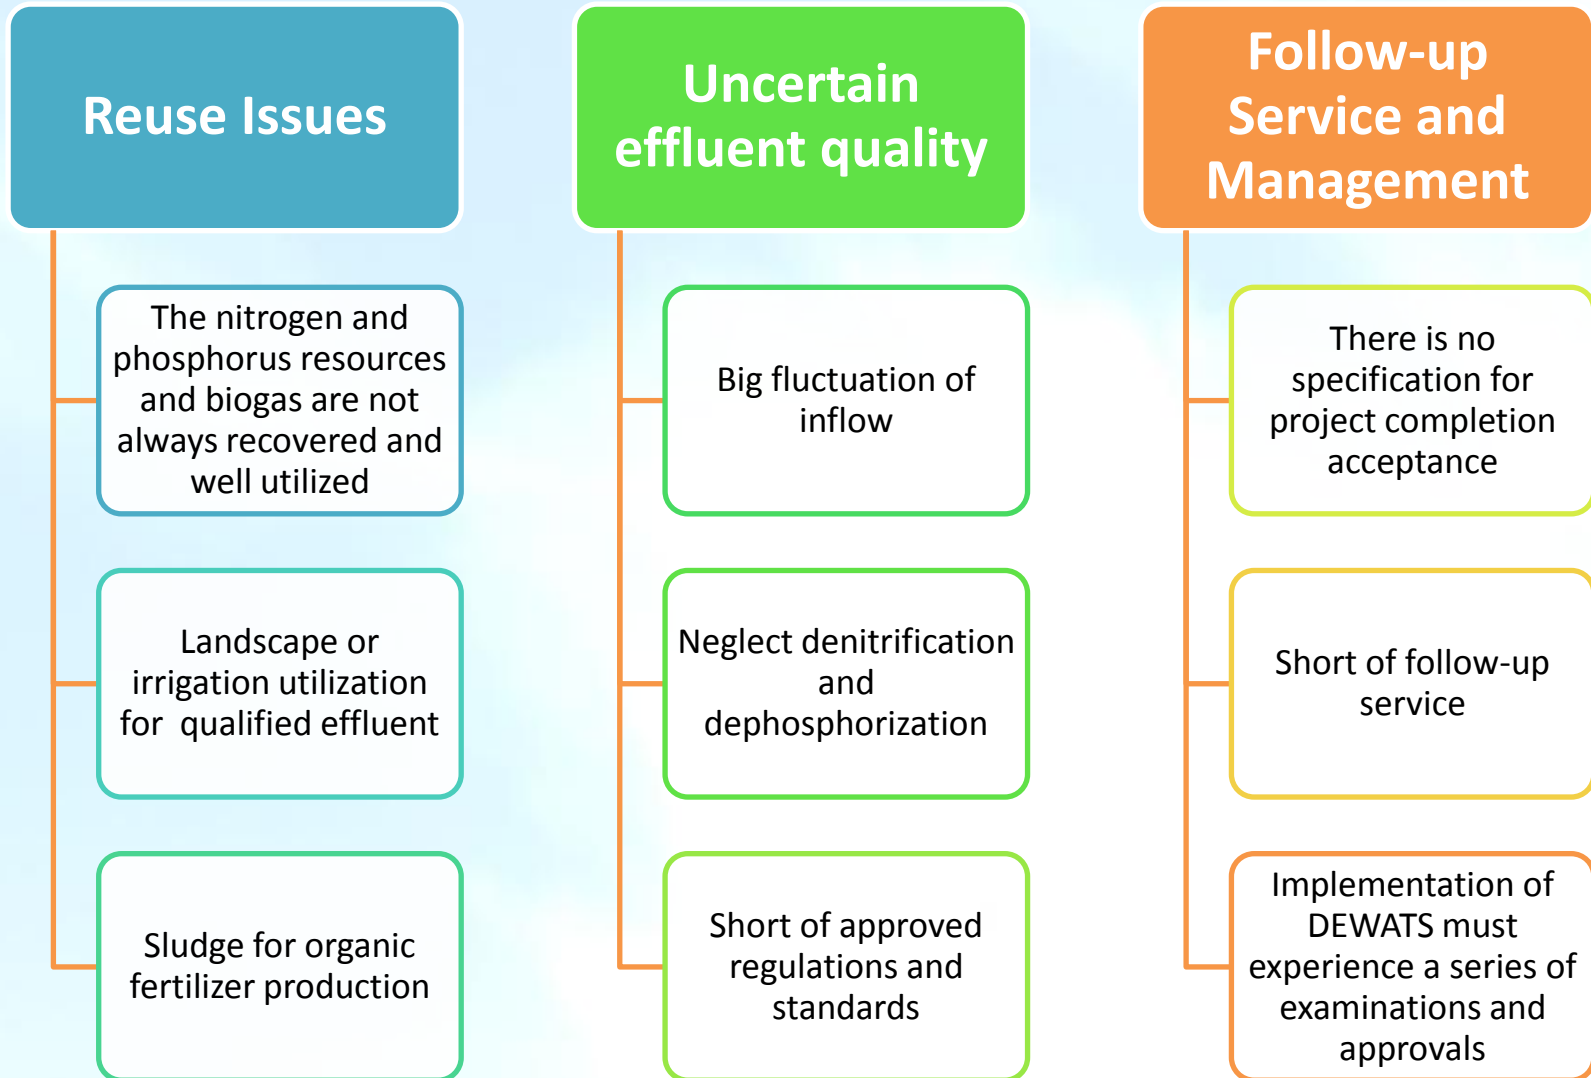 Reuse Issues
The nitrogen and
phosphorus resources
and biogas are not
always recovered and
well utilized
Landscape or
irrigation utilization
for qualified effluent
Sludge for organic
fertilizer production
Uncertain
effluent quality
Big fluctuation of
inflow
Neglect denitrification
and
dephosphorization
Short of approved
regulations and
standards
Follow-up
Service and
Management
There is no
specification for
project completion
acceptance
Short of follow-up
service
Implementation of
DEWATS must
experience a series of
examinations and
approvals